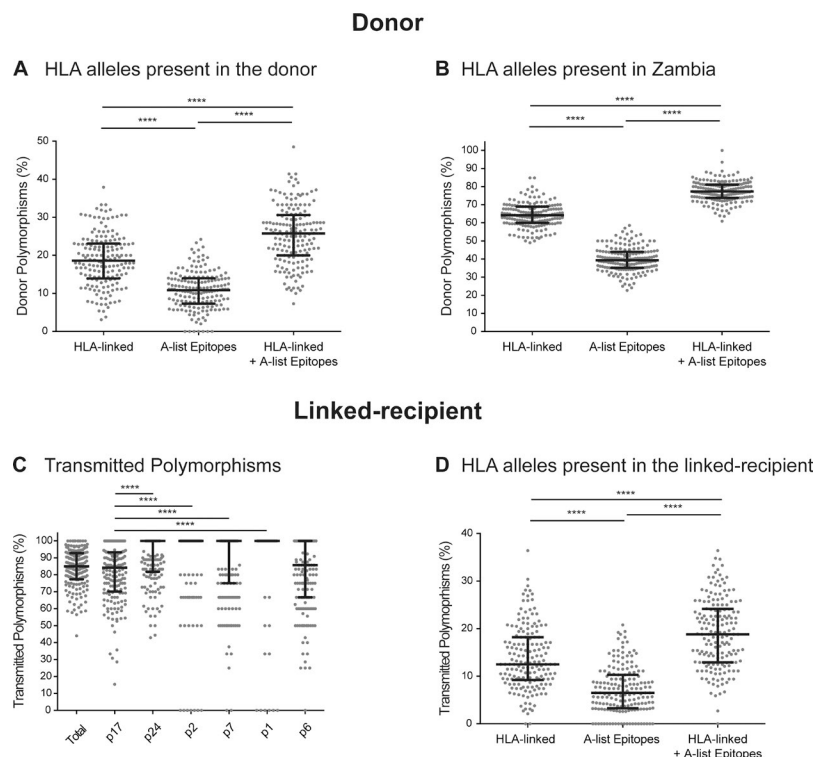 Donor
A HLA alleles present in the donor
****
**** ****
Donor Polymorphisms (%)
50
40
30
20
10
0
HLA-linked A-list Epitopes HLA-linked
+ A-list Epitopes
B HLA alleles present in Zambia
****
**** ****
Donor Polymorphisms (%)
100
90
80
70
60
50
40
30
20
10
0
HLA-linked A-list Epitopes HLA-linked
+ A-list Epitopes
Linked-recipient
C Transmitted Polymorphisms
****
****
****
****
Transmitted Polymorphisms (%)
100
90
80
70
60
50
40
30
20
10
0
Total p17 p24 p2 p7 p1 p6
D HLA alleles present in the linked-recipient
****
**** ****
Transmitted Polymorphisms (%)
40
30
20
10
0
HLA-linked A-list Epitopes HLA-linked
+ A-list Epitopes